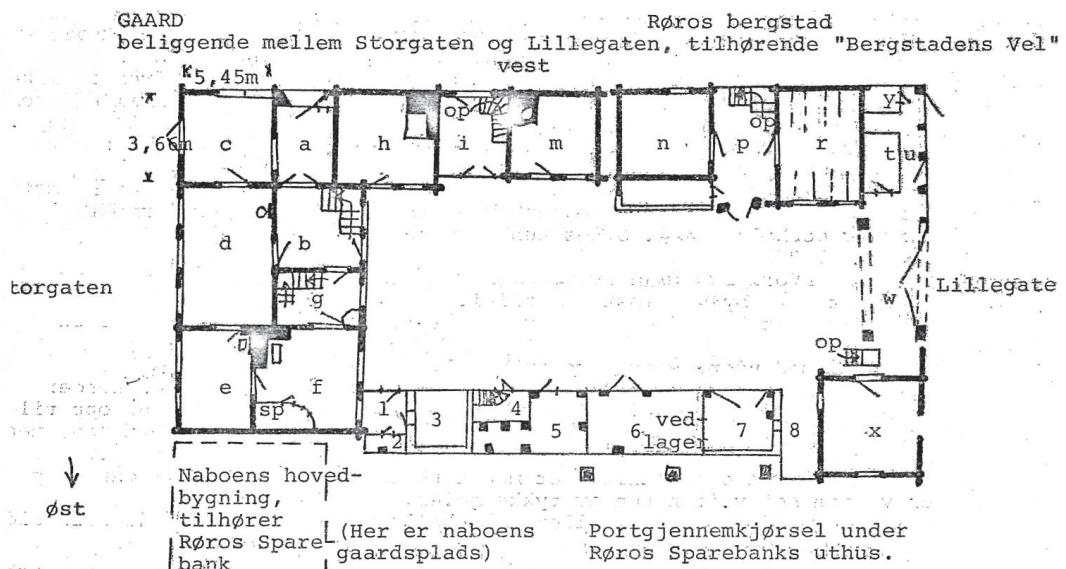 GAARD Røros bergstad
beliggende mellem Storgaten og Lillegaten, tilhørende "Bergstadens Vel"
vest
5,45m
3,66m
c a h op i m n op p r y t u
d b
g
torgaten
Lillegate
w
op
e sp f
1 2 3 4 5 6 ved-
lager 7 8 x
øst
Naboens hoved-
bygning,
tilhører
Røros Spare-
bank
(Her er naboens
gaardsplads)
Portgjennemkjørsel under
Røros Sparebanks uthus.